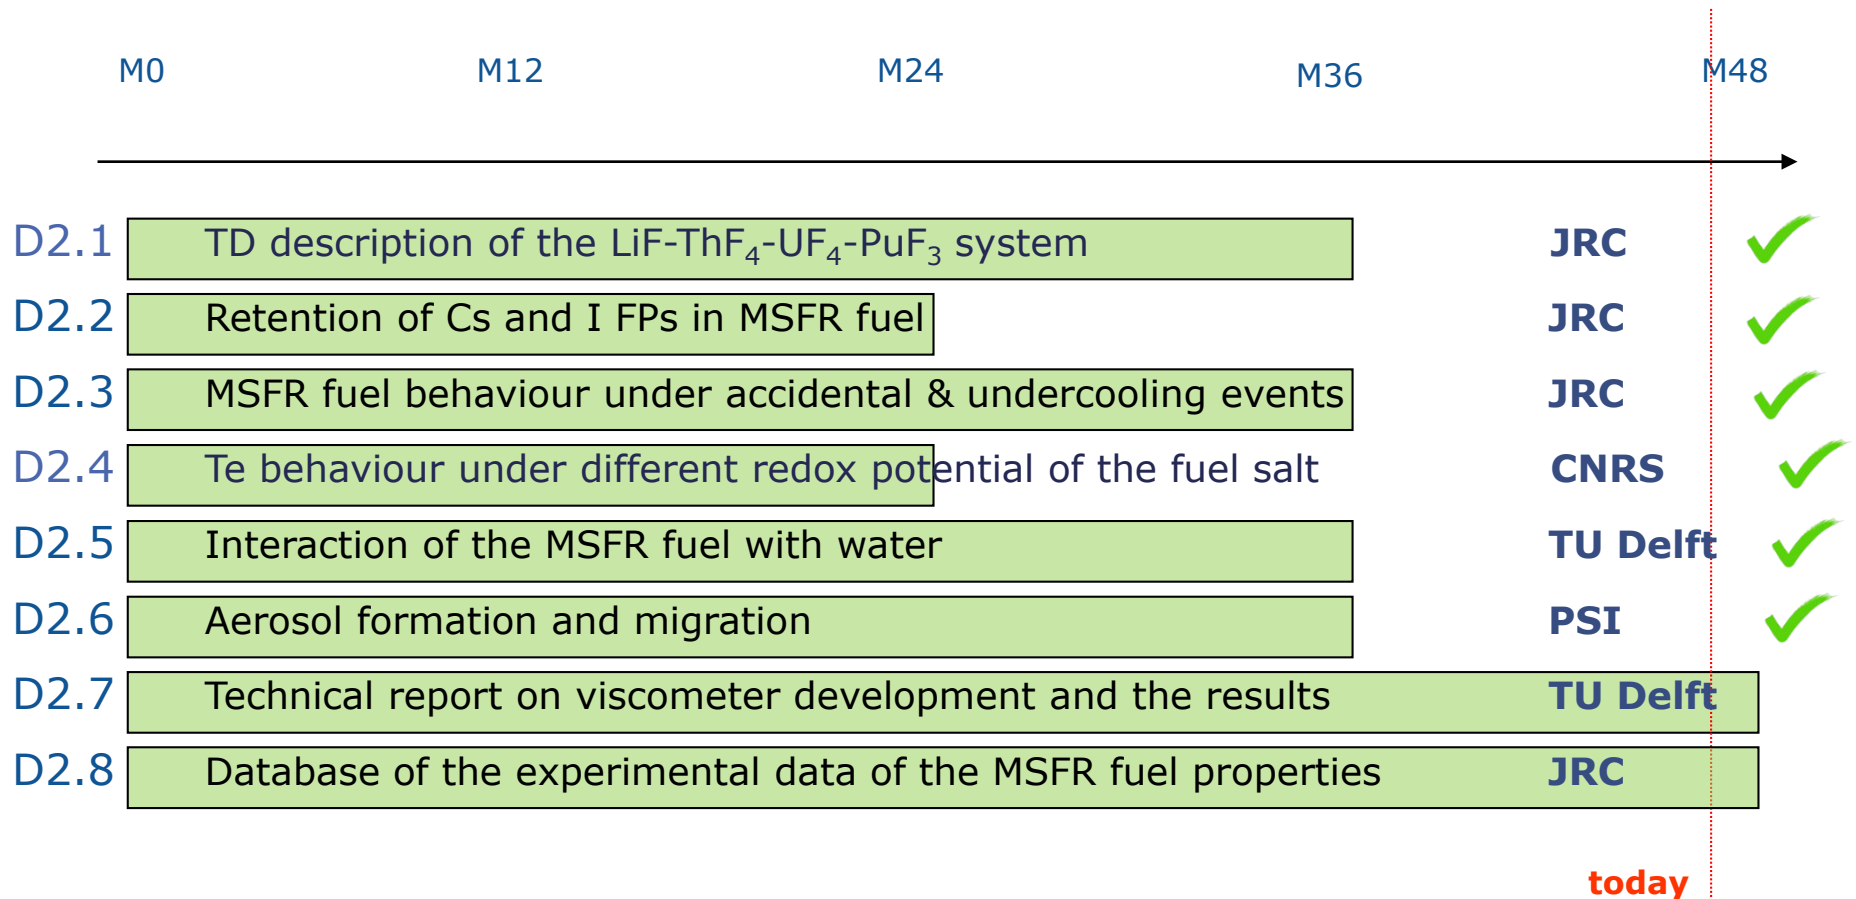 M0 M12 M24 M36 M48
D2.1 TD description of the LiF-ThF₄-UF₄-PuF₃ system JRC
D2.2 Retention of Cs and I FPs in MSFR fuel JRC
D2.3 MSFR fuel behaviour under accidental & undercooling events JRC
D2.4 Te behaviour under different redox potential of the fuel salt CNRS
D2.5 Interaction of the MSFR fuel with water TU Delft
D2.6 Aerosol formation and migration PSI
D2.7 Technical report on viscometer development and the results TU Delft
D2.8 Database of the experimental data of the MSFR fuel properties JRC
today